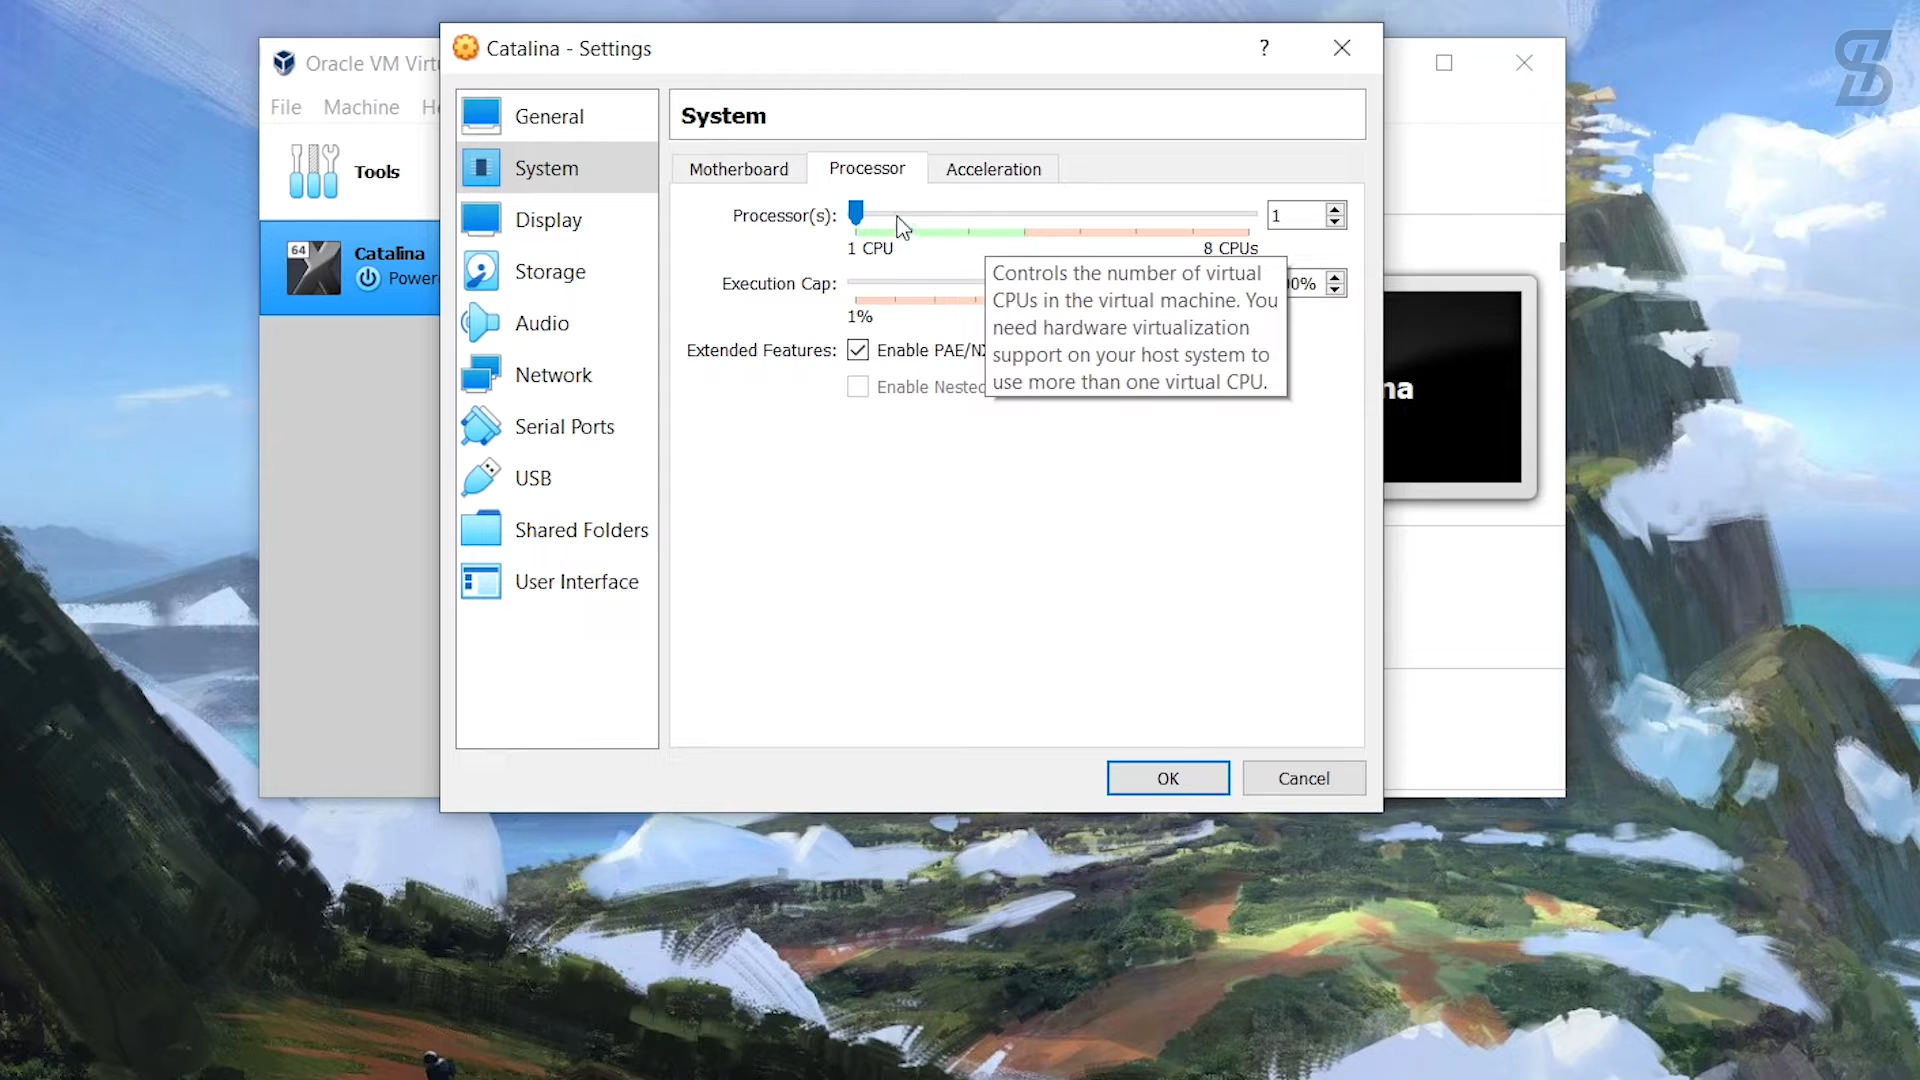 Catalina - Settings
?
Oracle VM Virtu
File Machine He
Tools
64
Catalina
Power
General
System
Display
Storage
Audio
Network
Serial Ports
USB
Shared Folders
User Interface
System
Motherboard Processor Acceleration
Processor(s): 1
1 CPU 8 CPUs
Execution Cap: 00%
1%
Extended Features: Enable PAE/NX
Enable Nested
Controls the number of virtual
CPUs in the virtual machine. You
need hardware virtualization
support on your host system to
use more than one virtual CPU.
na
OK Cancel